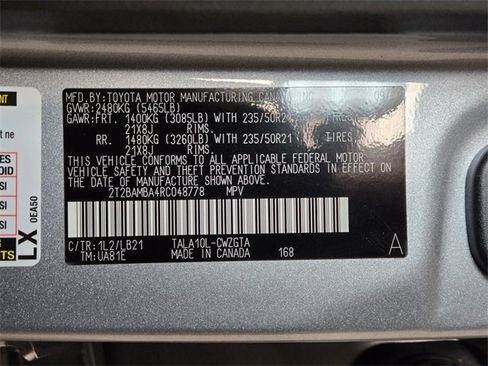 MFD.BY:TOYOTA MOTOR MANUFACTURING
GVWR:2480KG (5465LB)
GAWR:FRT. 1400KG (3085LB) WITH 235/50R21 TIRES
21X8J RIMS.
RR. 1480KG (3260LB) WITH 235/50R21 TIRES
21X8J RIMS.
THIS VEHICLE CONFORMS TO ALL APPLICABLE FEDERAL MOTOR
VEHICLE SAFETY AND THEFT PREVENTION STANDARDS IN EFFECT
ON THE DATE OF MANUFACTURE SHOWN ABOVE.
2T2BAMBA4RC048778 MPV
C/TR:1L2/LB21 TALA10L-CWZGTA
TM:UA81E MADE IN CANADA 168
A
LX
0EA50